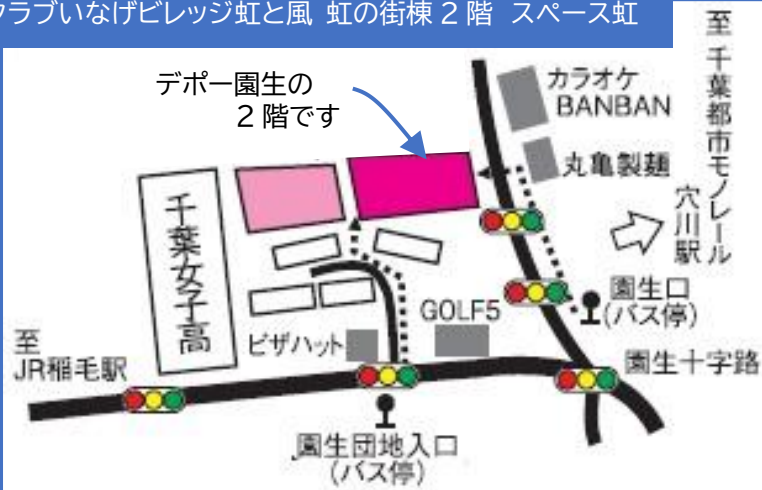 クラブいなげビレッジ虹と風 虹の街棟2階 スペース虹
デポー園生の
2階です
カラオケ
BANBAN
丸亀製麺
至 千葉都市モノレール
穴川駅
千葉女子高
園生口
(バス停)
GOLF5
ピザハット
至
JR稲毛駅
園生十字路
園生団地入口
(バス停)